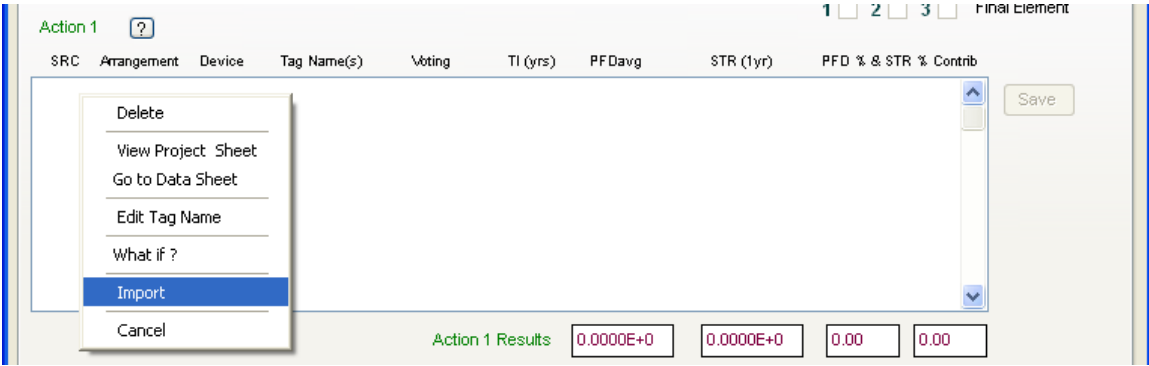 1 2 3 Final Element
Action 1 ?
SRC Arrangement Device Tag Name(s) Voting TI (yrs) PFDavg STR (1yr) PFD % & STR % Contrib
Save
Delete
View Project Sheet
Go to Data Sheet
Edit Tag Name
What if ?
Import
Cancel
Action 1 Results 0.0000E+0 0.0000E+0 0.00 0.00